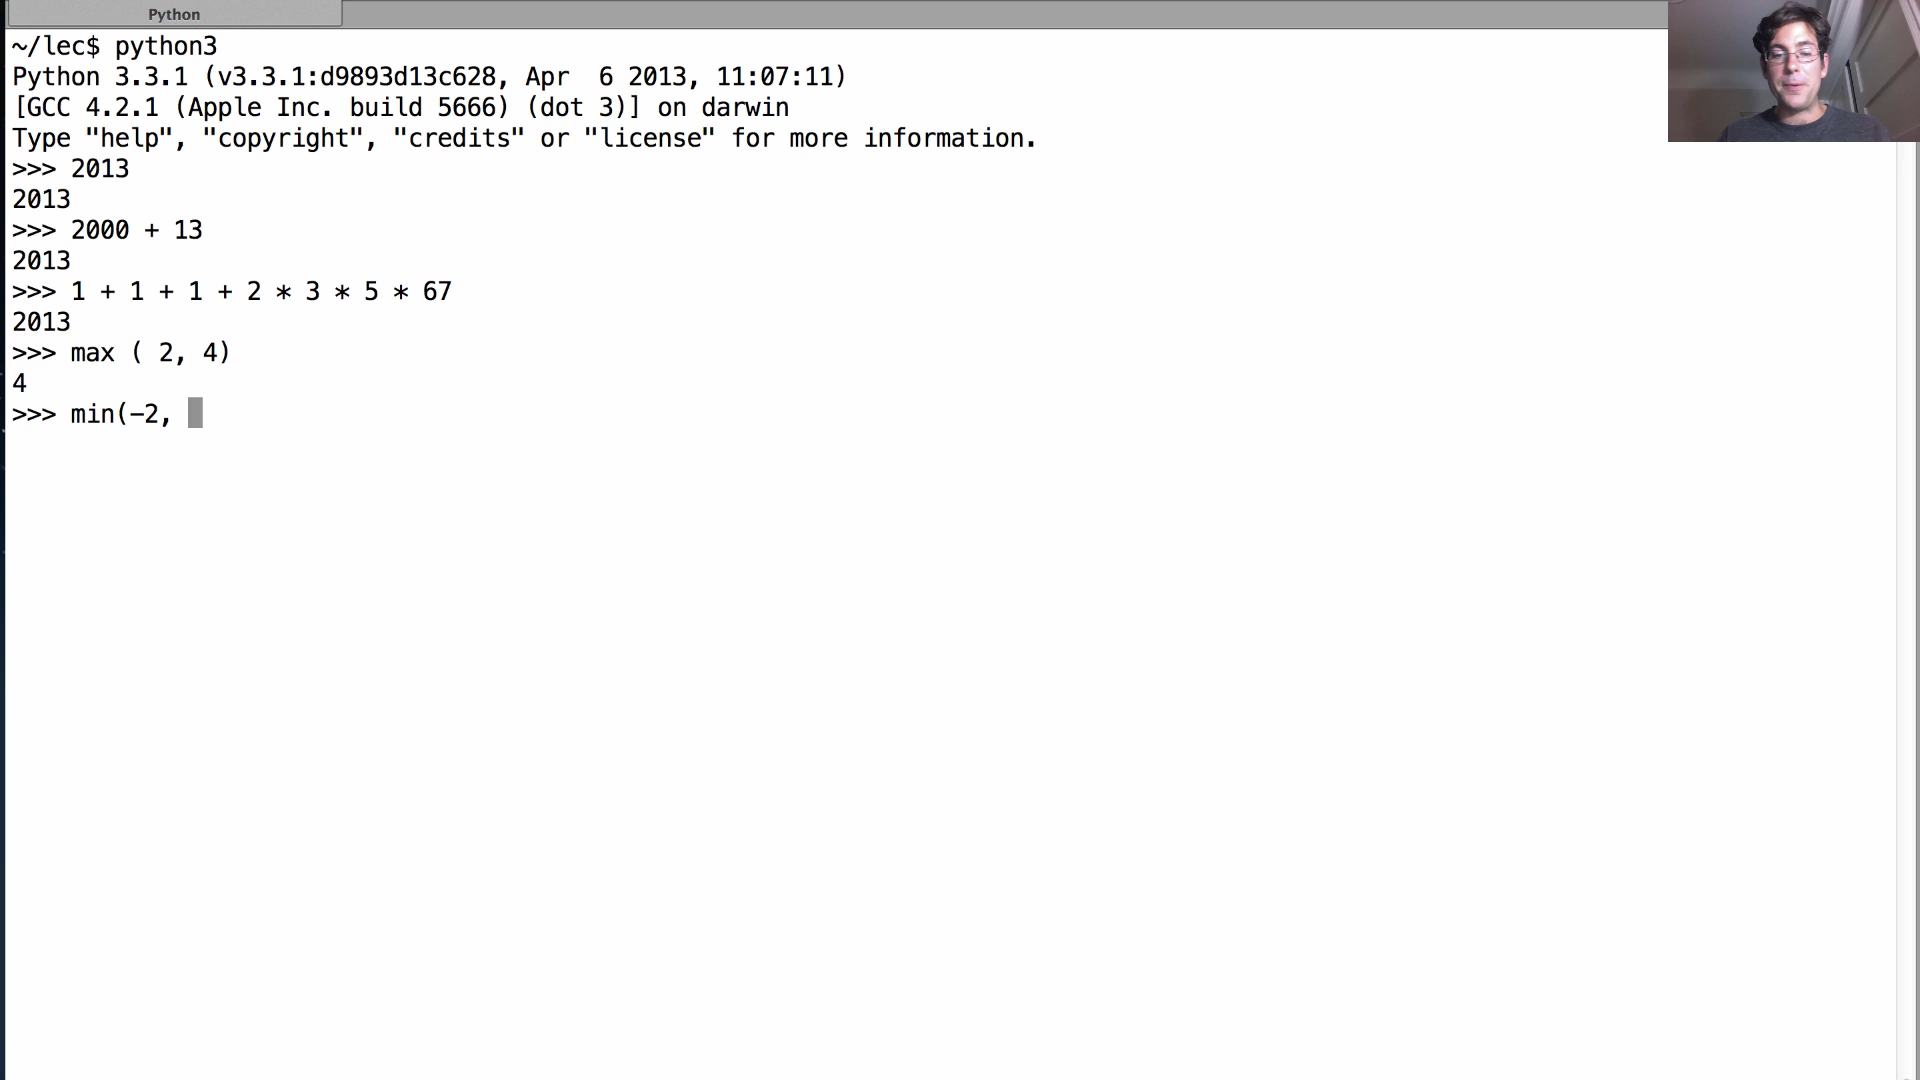 Python
~/lec$ python3
Python 3.3.1 (v3.3.1:d9893d13c628, Apr  6 2013, 11:07:11)
[GCC 4.2.1 (Apple Inc. build 5666) (dot 3)] on darwin
Type "help", "copyright", "credits" or "license" for more information.
>>> 2013
2013
>>> 2000 + 13
2013
>>> 1 + 1 + 1 + 2 * 3 * 5 * 67
2013
>>> max ( 2, 4)
4
>>> min(-2,